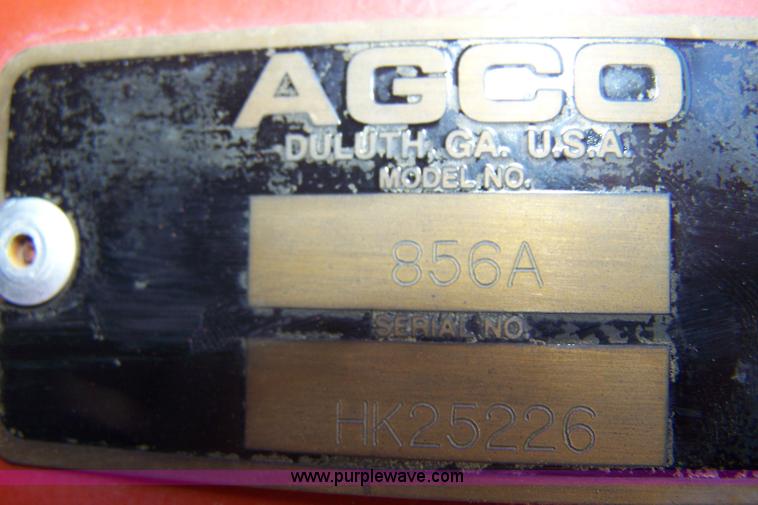 AGCO
DULUTH, GA. U.S.A.
MODEL NO.
856A
SERIAL NO.
HK25226
www.purplewave.com